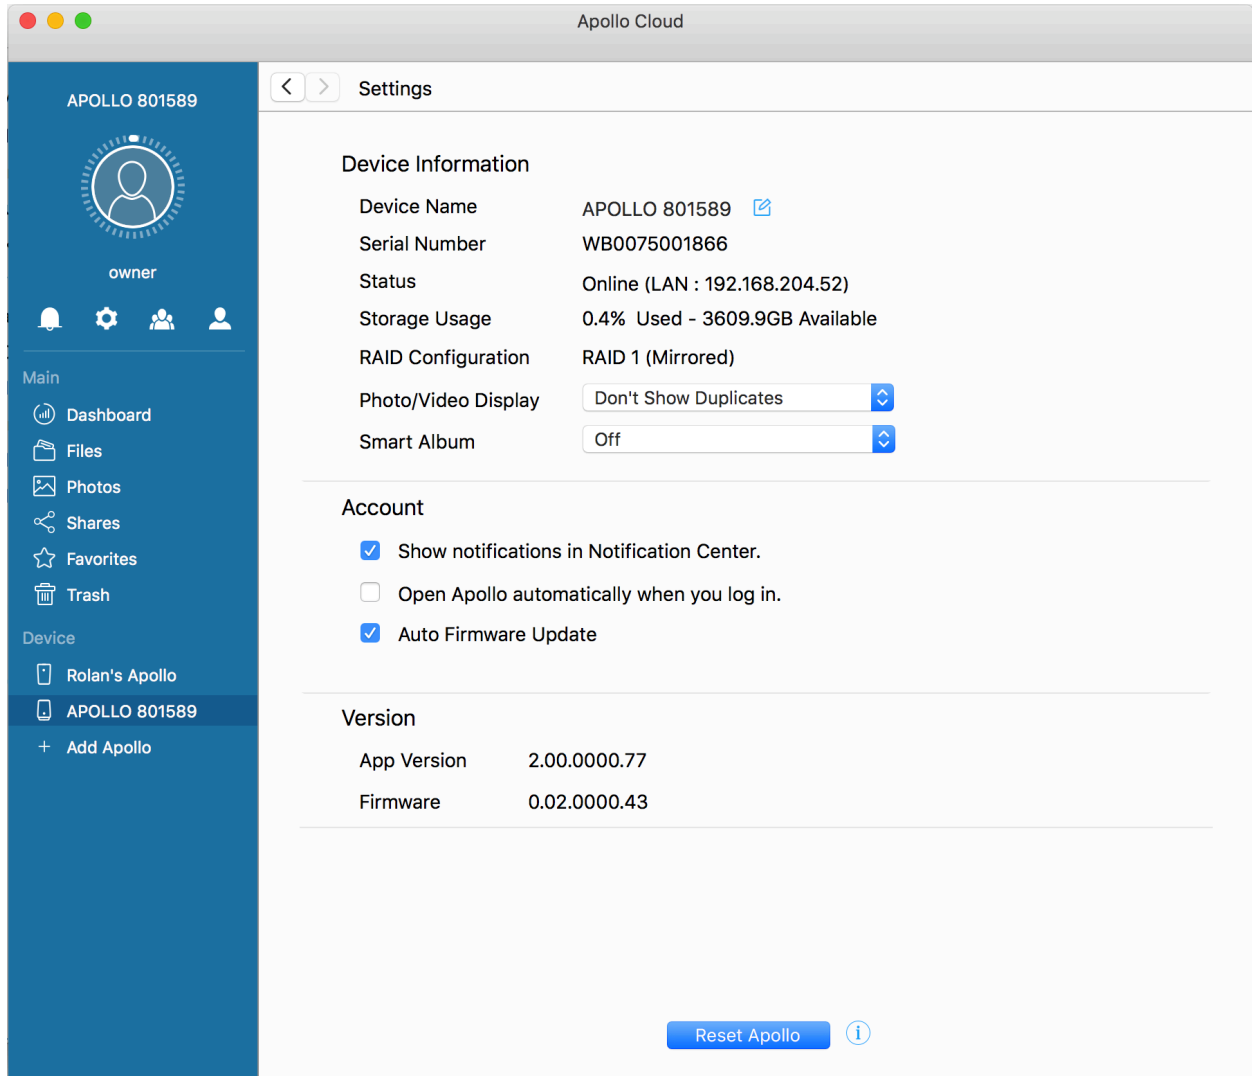 Apollo Cloud
APOLLO 801589
owner
Main
Dashboard
Files
Photos
Shares
Favorites
Trash
Device
Rolan's Apollo
APOLLO 801589
+ Add Apollo
Settings
Device Information
Device Name APOLLO 801589
Serial Number WB0075001866
Status Online (LAN : 192.168.204.52)
Storage Usage 0.4% Used - 3609.9GB Available
RAID Configuration RAID 1 (Mirrored)
Photo/Video Display Don't Show Duplicates
Smart Album Off
Account
Show notifications in Notification Center.
Open Apollo automatically when you log in.
Auto Firmware Update
Version
App Version 2.00.0000.77
Firmware 0.02.0000.43
Reset Apollo i